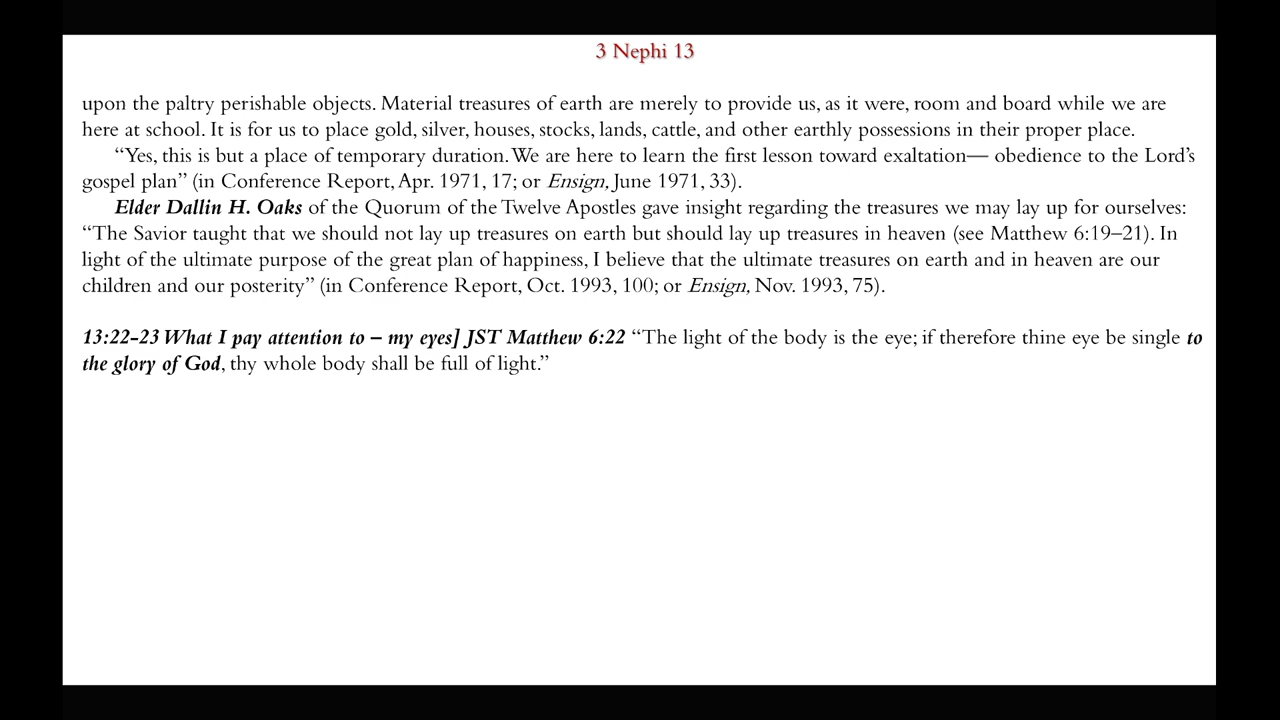 3 Nephi 13
upon the paltry perishable objects. Material treasures of earth are merely to provide us, as it were, room and board while we are
here at school. It is for us to place gold, silver, houses, stocks, lands, cattle, and other earthly possessions in their proper place.
“Yes, this is but a place of temporary duration. We are here to learn the first lesson toward exaltation— obedience to the Lord’s
gospel plan” (in Conference Report, Apr. 1971, 17; or Ensign, June 1971, 33).
Elder Dallin H. Oaks of the Quorum of the Twelve Apostles gave insight regarding the treasures we may lay up for ourselves:
“The Savior taught that we should not lay up treasures on earth but should lay up treasures in heaven (see Matthew 6:19–21). In
light of the ultimate purpose of the great plan of happiness, I believe that the ultimate treasures on earth and in heaven are our
children and our posterity” (in Conference Report, Oct. 1993, 100; or Ensign, Nov. 1993, 75).
13:22-23 What I pay attention to – my eyes] JST Matthew 6:22 “The light of the body is the eye; if therefore thine eye be single to
the glory of God, thy whole body shall be full of light.”